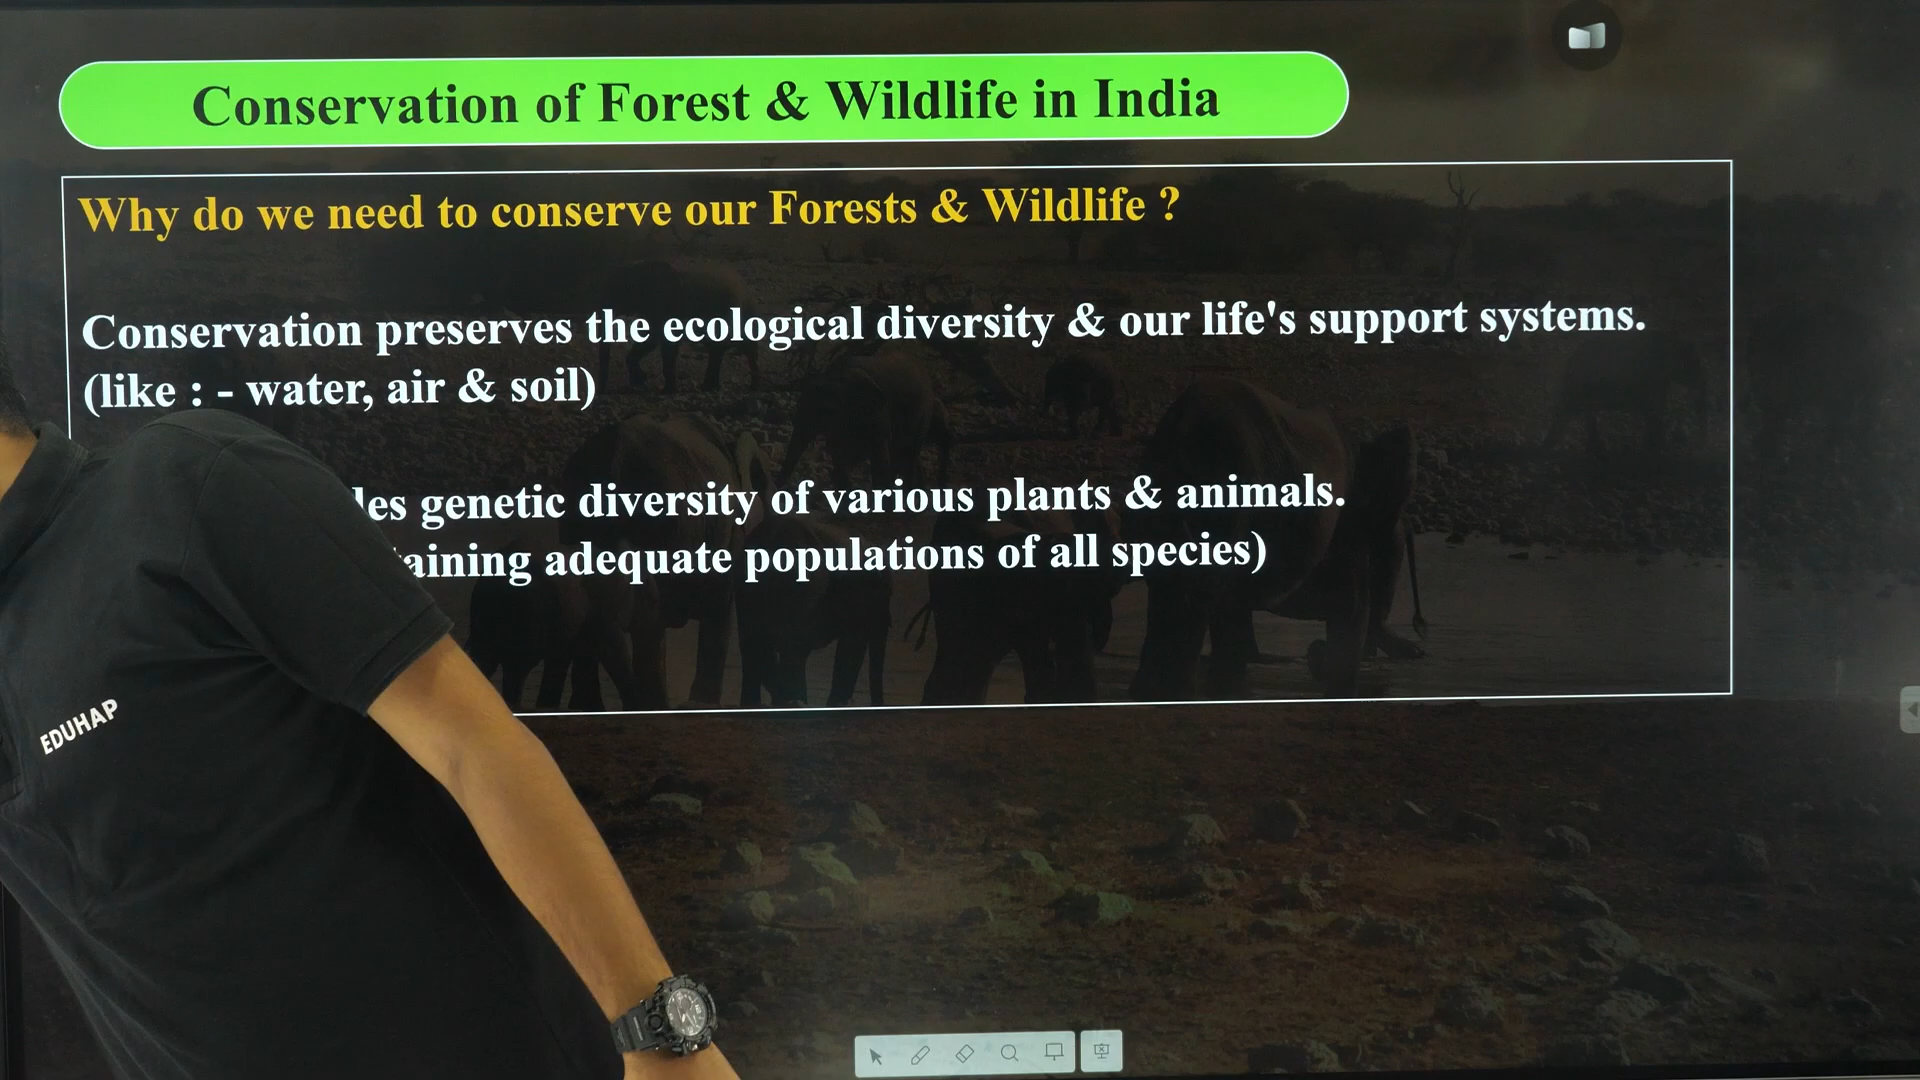 Conservation of Forest & Wildlife in India
Why do we need to conserve our Forests & Wildlife ?
Conservation preserves the ecological diversity & our life's support systems.
(like : - water, air & soil)
genetic diversity of various plants & animals.
adequate populations of all species)
EDUHAP